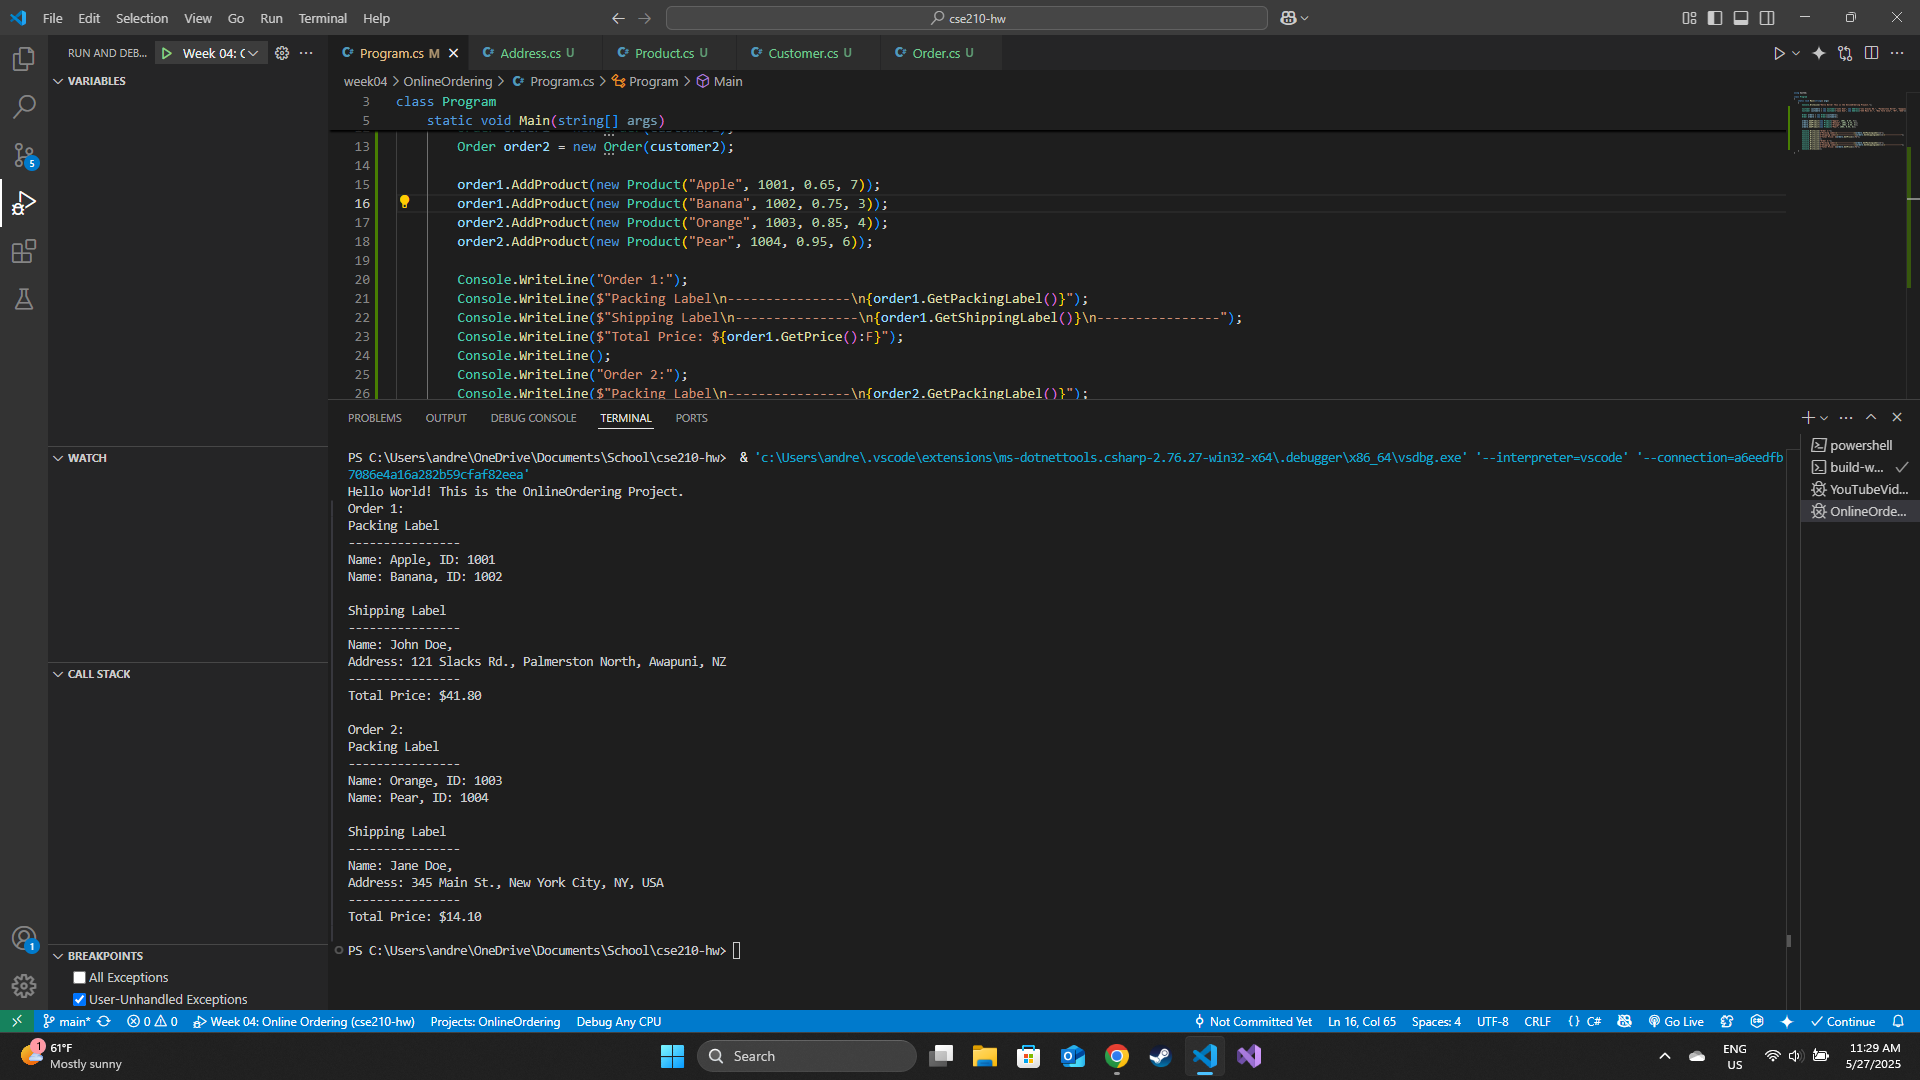 File Edit Selection View Go Run Terminal Help
cse210-hw
RUN AND DEB... Week 04: C
Program.cs M
Address.cs U
Product.cs U
Customer.cs U
Order.cs U
week04 > OnlineOrdering > Program.cs > Program > Main
VARIABLES
WATCH
CALL STACK
BREAKPOINTS
All Exceptions
User-Unhandled Exceptions
5
1
3 class Program
5 static void Main(string[] args)
13 Order order2 = new Order(customer2);
14
15 order1.AddProduct(new Product("Apple", 1001, 0.65, 7));
16 order1.AddProduct(new Product("Banana", 1002, 0.75, 3));
17 order2.AddProduct(new Product("Orange", 1003, 0.85, 4));
18 order2.AddProduct(new Product("Pear", 1004, 0.95, 6));
19
20 Console.WriteLine("Order 1:");
21 Console.WriteLine($"Packing Label\n----------------\n{order1.GetPackingLabel()}");
22 Console.WriteLine($"Shipping Label\n----------------\n{order1.GetShippingLabel()}\n----------------");
23 Console.WriteLine($"Total Price: ${order1.GetPrice():F}");
24 Console.WriteLine();
25 Console.WriteLine("Order 2:");
26 Console.WriteLine($"Packing Label\n----------------\n{order2.GetPackingLabel()}");
PROBLEMS OUTPUT DEBUG CONSOLE TERMINAL PORTS
PS C:\Users\andre\OneDrive\Documents\School\cse210-hw> & 'c:\Users\andre\.vscode\extensions\ms-dotnettools.csharp-2.76.27-win32-x64\.debugger\x86_64\vsdbg.exe' '--interpreter=vscode' '--connection=a6eedfb
7086e4a16a282b59cfaf82eea'
Hello World! This is the OnlineOrdering Project.
Order 1:
Packing Label
----------------
Name: Apple, ID: 1001
Name: Banana, ID: 1002
Shipping Label
----------------
Name: John Doe,
Address: 121 Slacks Rd., Palmerston North, Awapuni, NZ
----------------
Total Price: $41.80
Order 2:
Packing Label
----------------
Name: Orange, ID: 1003
Name: Pear, ID: 1004
Shipping Label
----------------
Name: Jane Doe,
Address: 345 Main St., New York City, NY, USA
----------------
Total Price: $14.10
PS C:\Users\andre\OneDrive\Documents\School\cse210-hw>
powershell
build-w...
YouTubeVid...
OnlineOrde...
main* 0 0 Week 04: Online Ordering (cse210-hw) Projects: OnlineOrdering Debug Any CPU
Not Committed Yet Ln 16, Col 65 Spaces: 4 UTF-8 CRLF {} C# Go Live Continue
1
61°F
Mostly sunny
Search
ENG
US
11:29 AM
5/27/2025